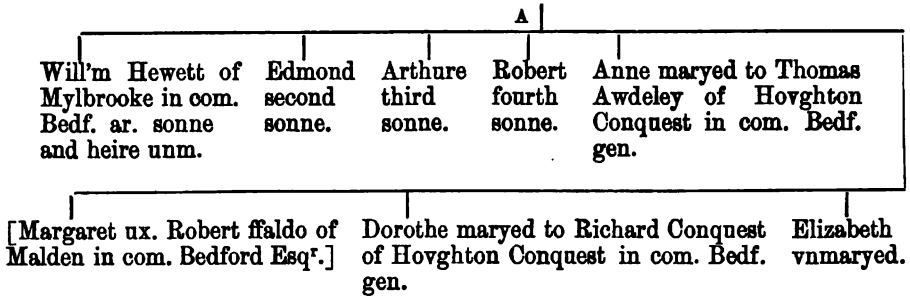 A
Will'm Hewett of
Mylbrooke in com.
Bedf. ar. sonne
and heire unm.
Edmond
second
sonne.
Arthure
third
sonne.
Robert
fourth
sonne.
Anne maryed to Thomas
Awdeley of Hovghton
Conquest in com. Bedf.
gen.
[Margaret ux. Robert ffaldo of
Malden in com. Bedford Esqʳ.]
Dorothe maryed to Richard Conquest
of Hovghton Conquest in com. Bedf.
gen.
Elizabeth
vnmaryed.